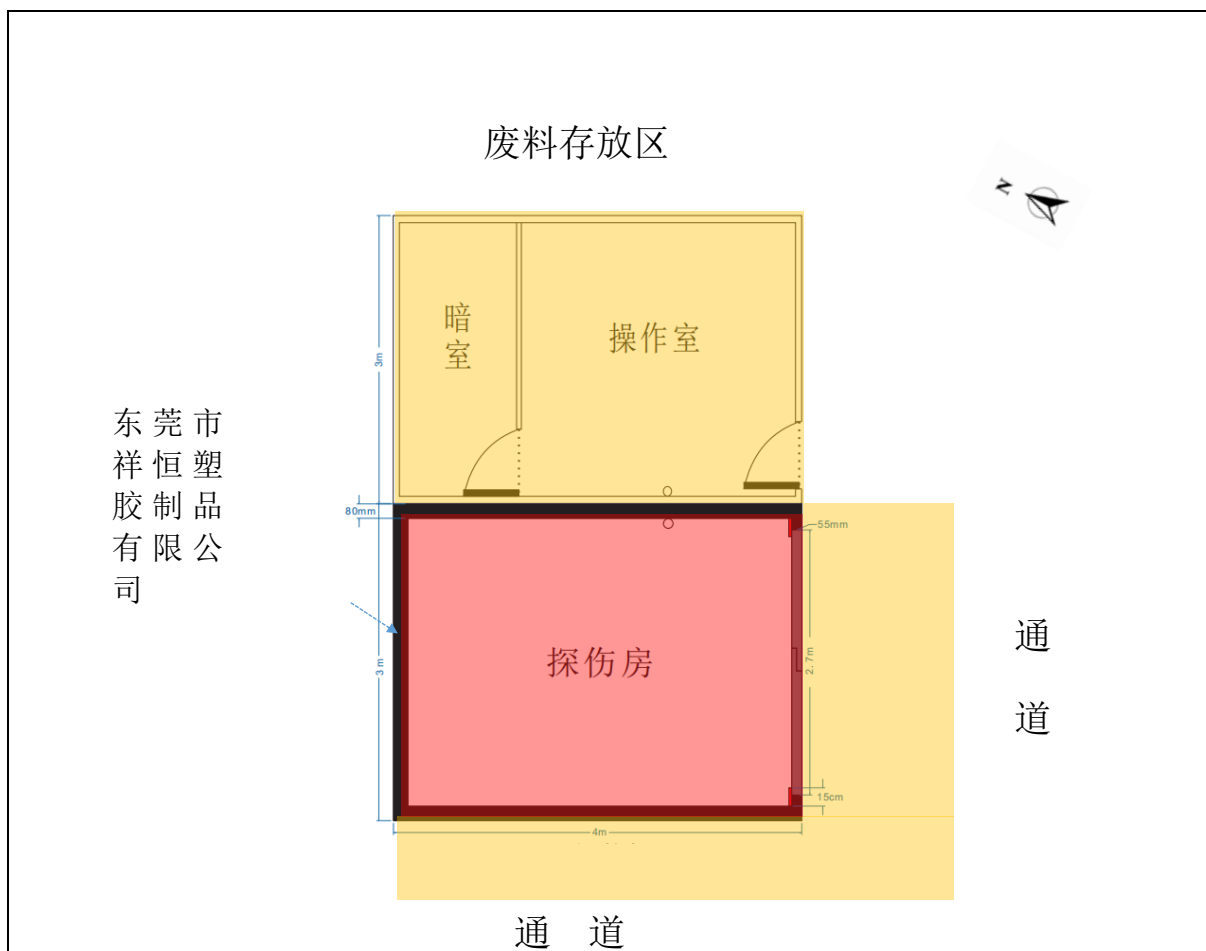 废料存放区
N
暗
室
操作室
3m
东莞市
祥恒塑
胶制品
有限公
司
80mm
55mm
探伤房
3m
2.7m
通
道
15cm
4m
通 道